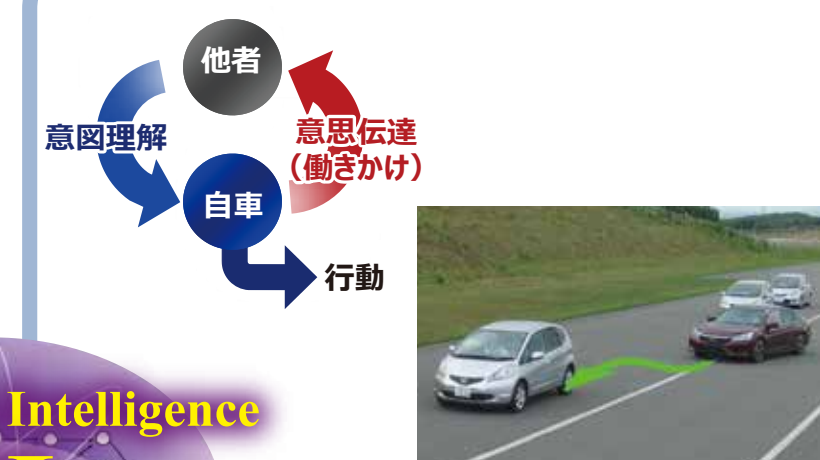 他者
意図理解
意思伝達
(働きかけ)
自車
行動
Intelligence